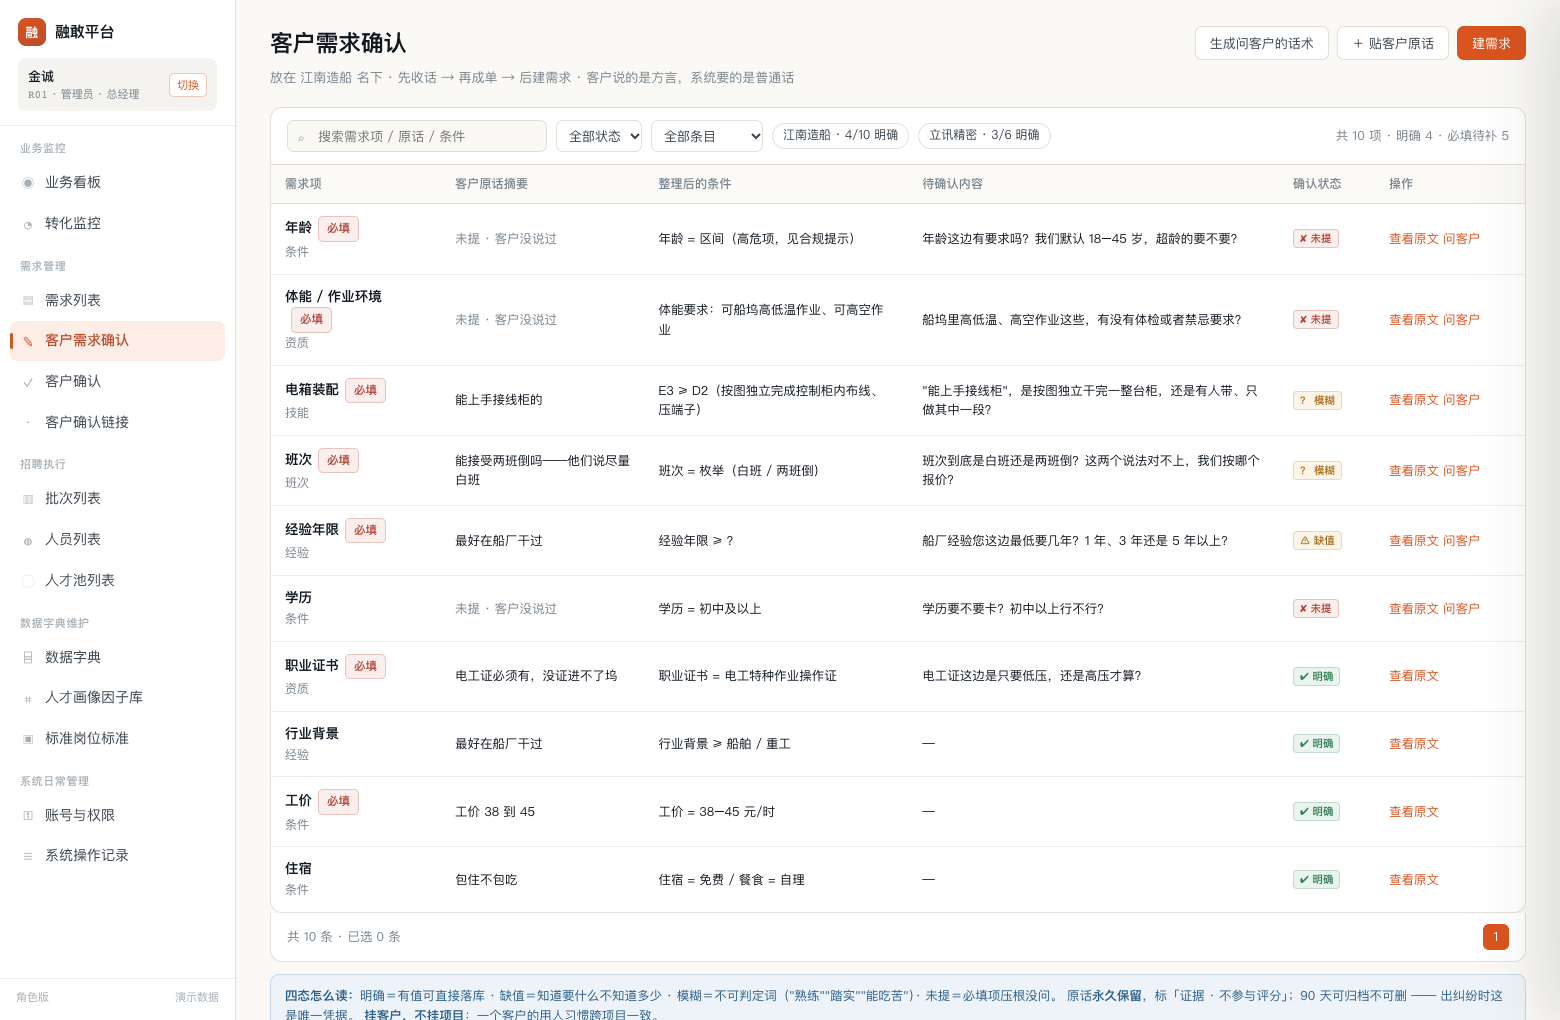 融 融敢平台
金诚
R01 · 管理员 · 总经理
切换
业务监控
业务看板
转化监控
需求管理
需求列表
客户需求确认
客户确认
客户确认链接
招聘执行
批次列表
人员列表
人才池列表
数据字典维护
数据字典
人才画像因子库
标准岗位标准
系统日常管理
账号与权限
系统操作记录
角色版 演示数据
客户需求确认
放在 江南造船 名下 · 先收话 → 再成单 → 后建需求 · 客户说的是方言，系统要的是普通话
生成问客户的话术 ＋ 贴客户原话 建需求
搜索需求项 / 原话 / 条件 全部状态 全部条目 江南造船 · 4/10 明确 立讯精密 · 3/6 明确 共 10 项 · 明确 4 · 必填待补 5
需求项 客户原话摘要 整理后的条件 待确认内容 确认状态 操作
年龄 必填
条件
未提 · 客户没说过
年龄 = 区间（高危项，见合规提示）
年龄这边有要求吗？我们默认 18—45 岁，超龄的要不要？
✘ 未提
查看原文 问客户
体能 / 作业环境
必填
资质
未提 · 客户没说过
体能要求：可船坞高低温作业、可高空作
业
船坞里高低温、高空作业这些，有没有体检或者禁忌要求？
✘ 未提
查看原文 问客户
电箱装配 必填
技能
能上手接线柜的
E3 ≥ D2（按图独立完成控制柜内布线、
压端子）
"能上手接线柜"，是按图独立干完一整台柜，还是有人带、只
做其中一段？
？ 模糊
查看原文 问客户
班次 必填
班次
能接受两班倒吗——他们说尽量
白班
班次 = 枚举（白班 / 两班倒）
班次到底是白班还是两班倒？这两个说法对不上，我们按哪个
报价？
？ 模糊
查看原文 问客户
经验年限 必填
经验
最好在船厂干过
经验年限 ≥ ?
船厂经验您这边最低要几年？1 年、3 年还是 5 年以上？
⚠ 缺值
查看原文 问客户
学历
条件
未提 · 客户没说过
学历 = 初中及以上
学历要不要卡？初中以上行不行？
✘ 未提
查看原文 问客户
职业证书 必填
资质
电工证必须有，没证进不了坞
职业证书 = 电工特种作业操作证
电工证这边是只要低压，还是高压才算？
✔ 明确
查看原文
行业背景
经验
最好在船厂干过
行业背景 ≥ 船舶 / 重工
—
✔ 明确
查看原文
工价 必填
条件
工价 38 到 45
工价 = 38—45 元/时
—
✔ 明确
查看原文
住宿
条件
包住不包吃
住宿 = 免费 / 餐食 = 自理
—
✔ 明确
查看原文
共 10 条 · 已选 0 条 1
四态怎么读：明确＝有值可直接落库 · 缺值＝知道要什么不知道多少 · 模糊＝不可判定词（"熟练""踏实""能吃苦"）· 未提＝必填项压根没问。 原话永久保留，标「证据 · 不参与评分」；90 天可归档不可删 —— 出纠纷时这
是唯一凭据。 挂客户，不挂项目：一个客户的用人习惯跨项目一致。